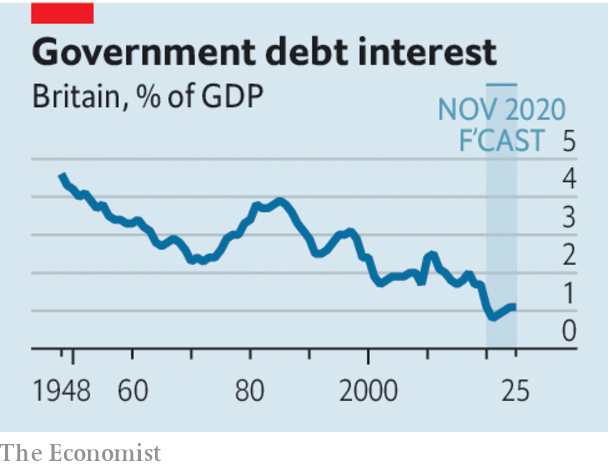 Government debt interest
Britain, % of GDP
NOV 2020
F'CAST
5
4
3
2
1
0
1948 60 80 2000 25
The Economist